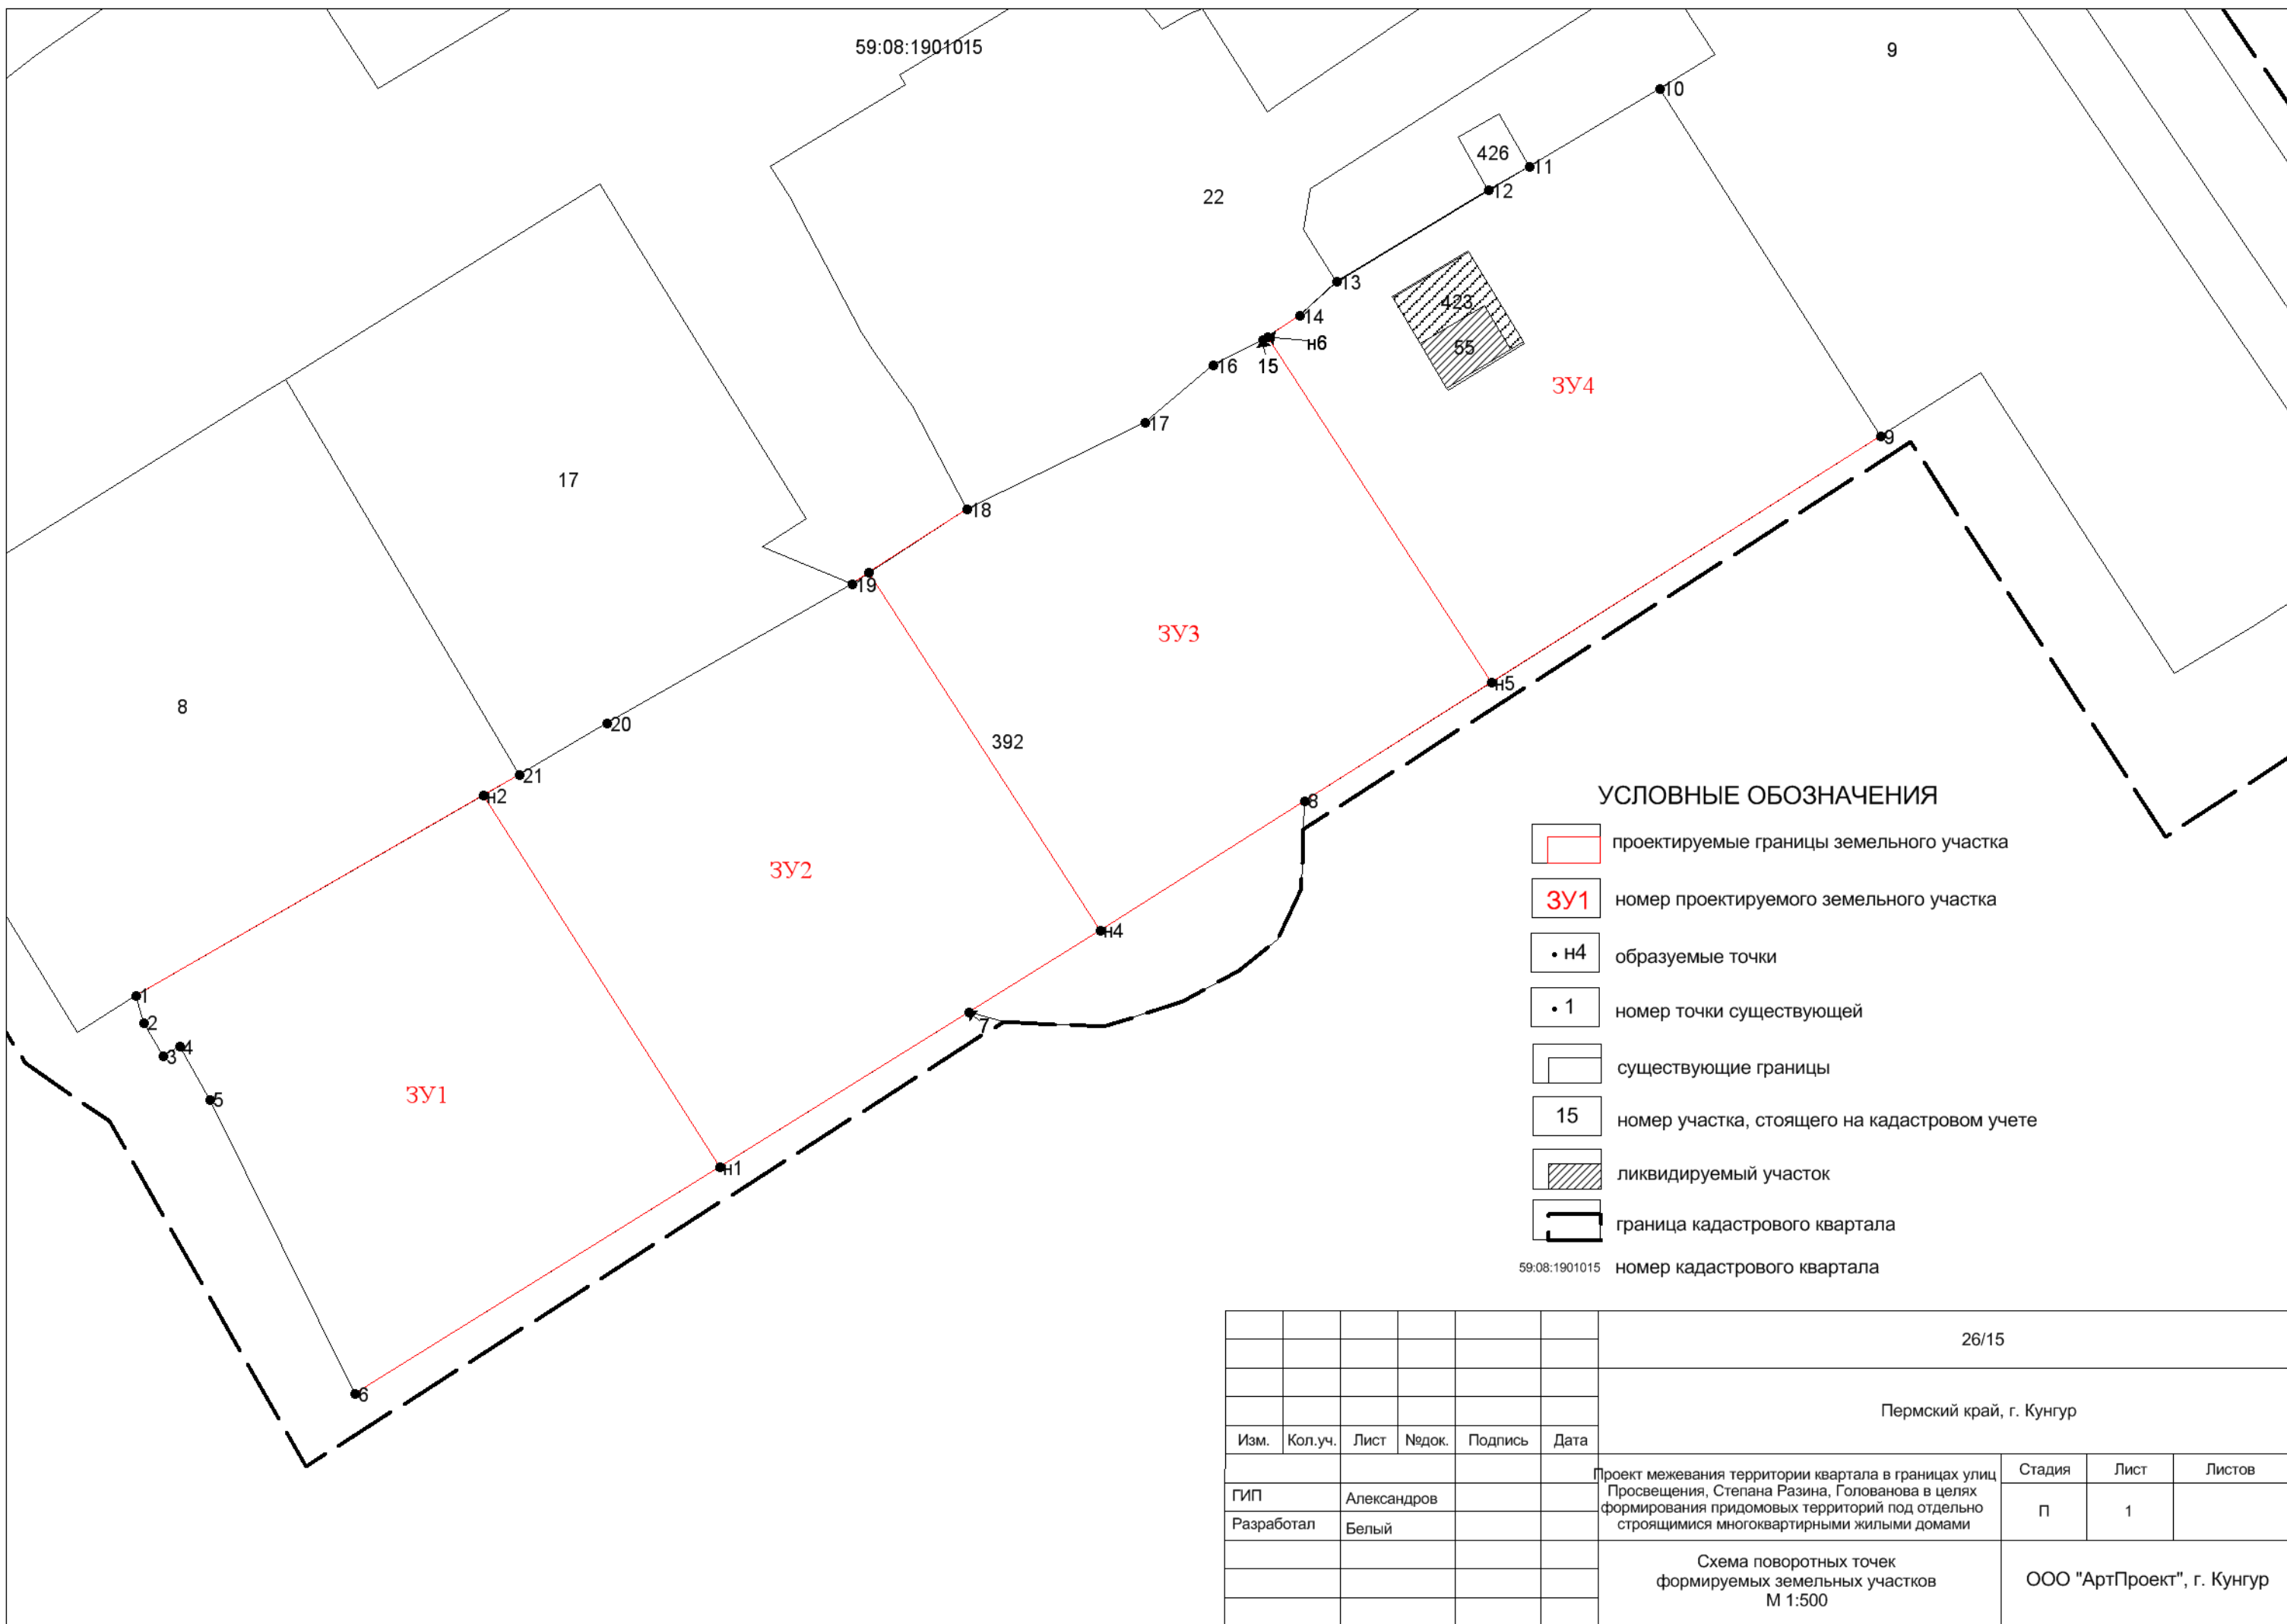 59:08:1901015
9
10
426
11
12
22
13
423
14
н6
55
16
15
ЗУ4
17
9
17
18
19
ЗУ3
н5
8
20
392
21
н2
8
ЗУ2
н4
1
2
7
4
3
ЗУ1
5
н1
6
УСЛОВНЫЕ ОБОЗНАЧЕНИЯ
проектируемые границы земельного участка
ЗУ1 номер проектируемого земельного участка
н4 образуемые точки
1 номер точки существующей
существующие границы
15 номер участка, стоящего на кадастровом учете
ликвидируемый участок
граница кадастрового квартала
59:08:1901015 номер кадастрового квартала
26/15
Пермский край, г. Кунгур
Изм. Кол.уч. Лист №док. Подпись Дата
Проект межевания территории квартала в границах улиц
Просвещения, Степана Разина, Голованова в целях
формирования придомовых территорий под отдельно
строящимися многоквартирными жилыми домами
Стадия Лист Листов
ГИП Александров
П 1
Разработал Белый
Схема поворотных точек
формируемых земельных участков
М 1:500
ООО "АртПроект", г. Кунгур